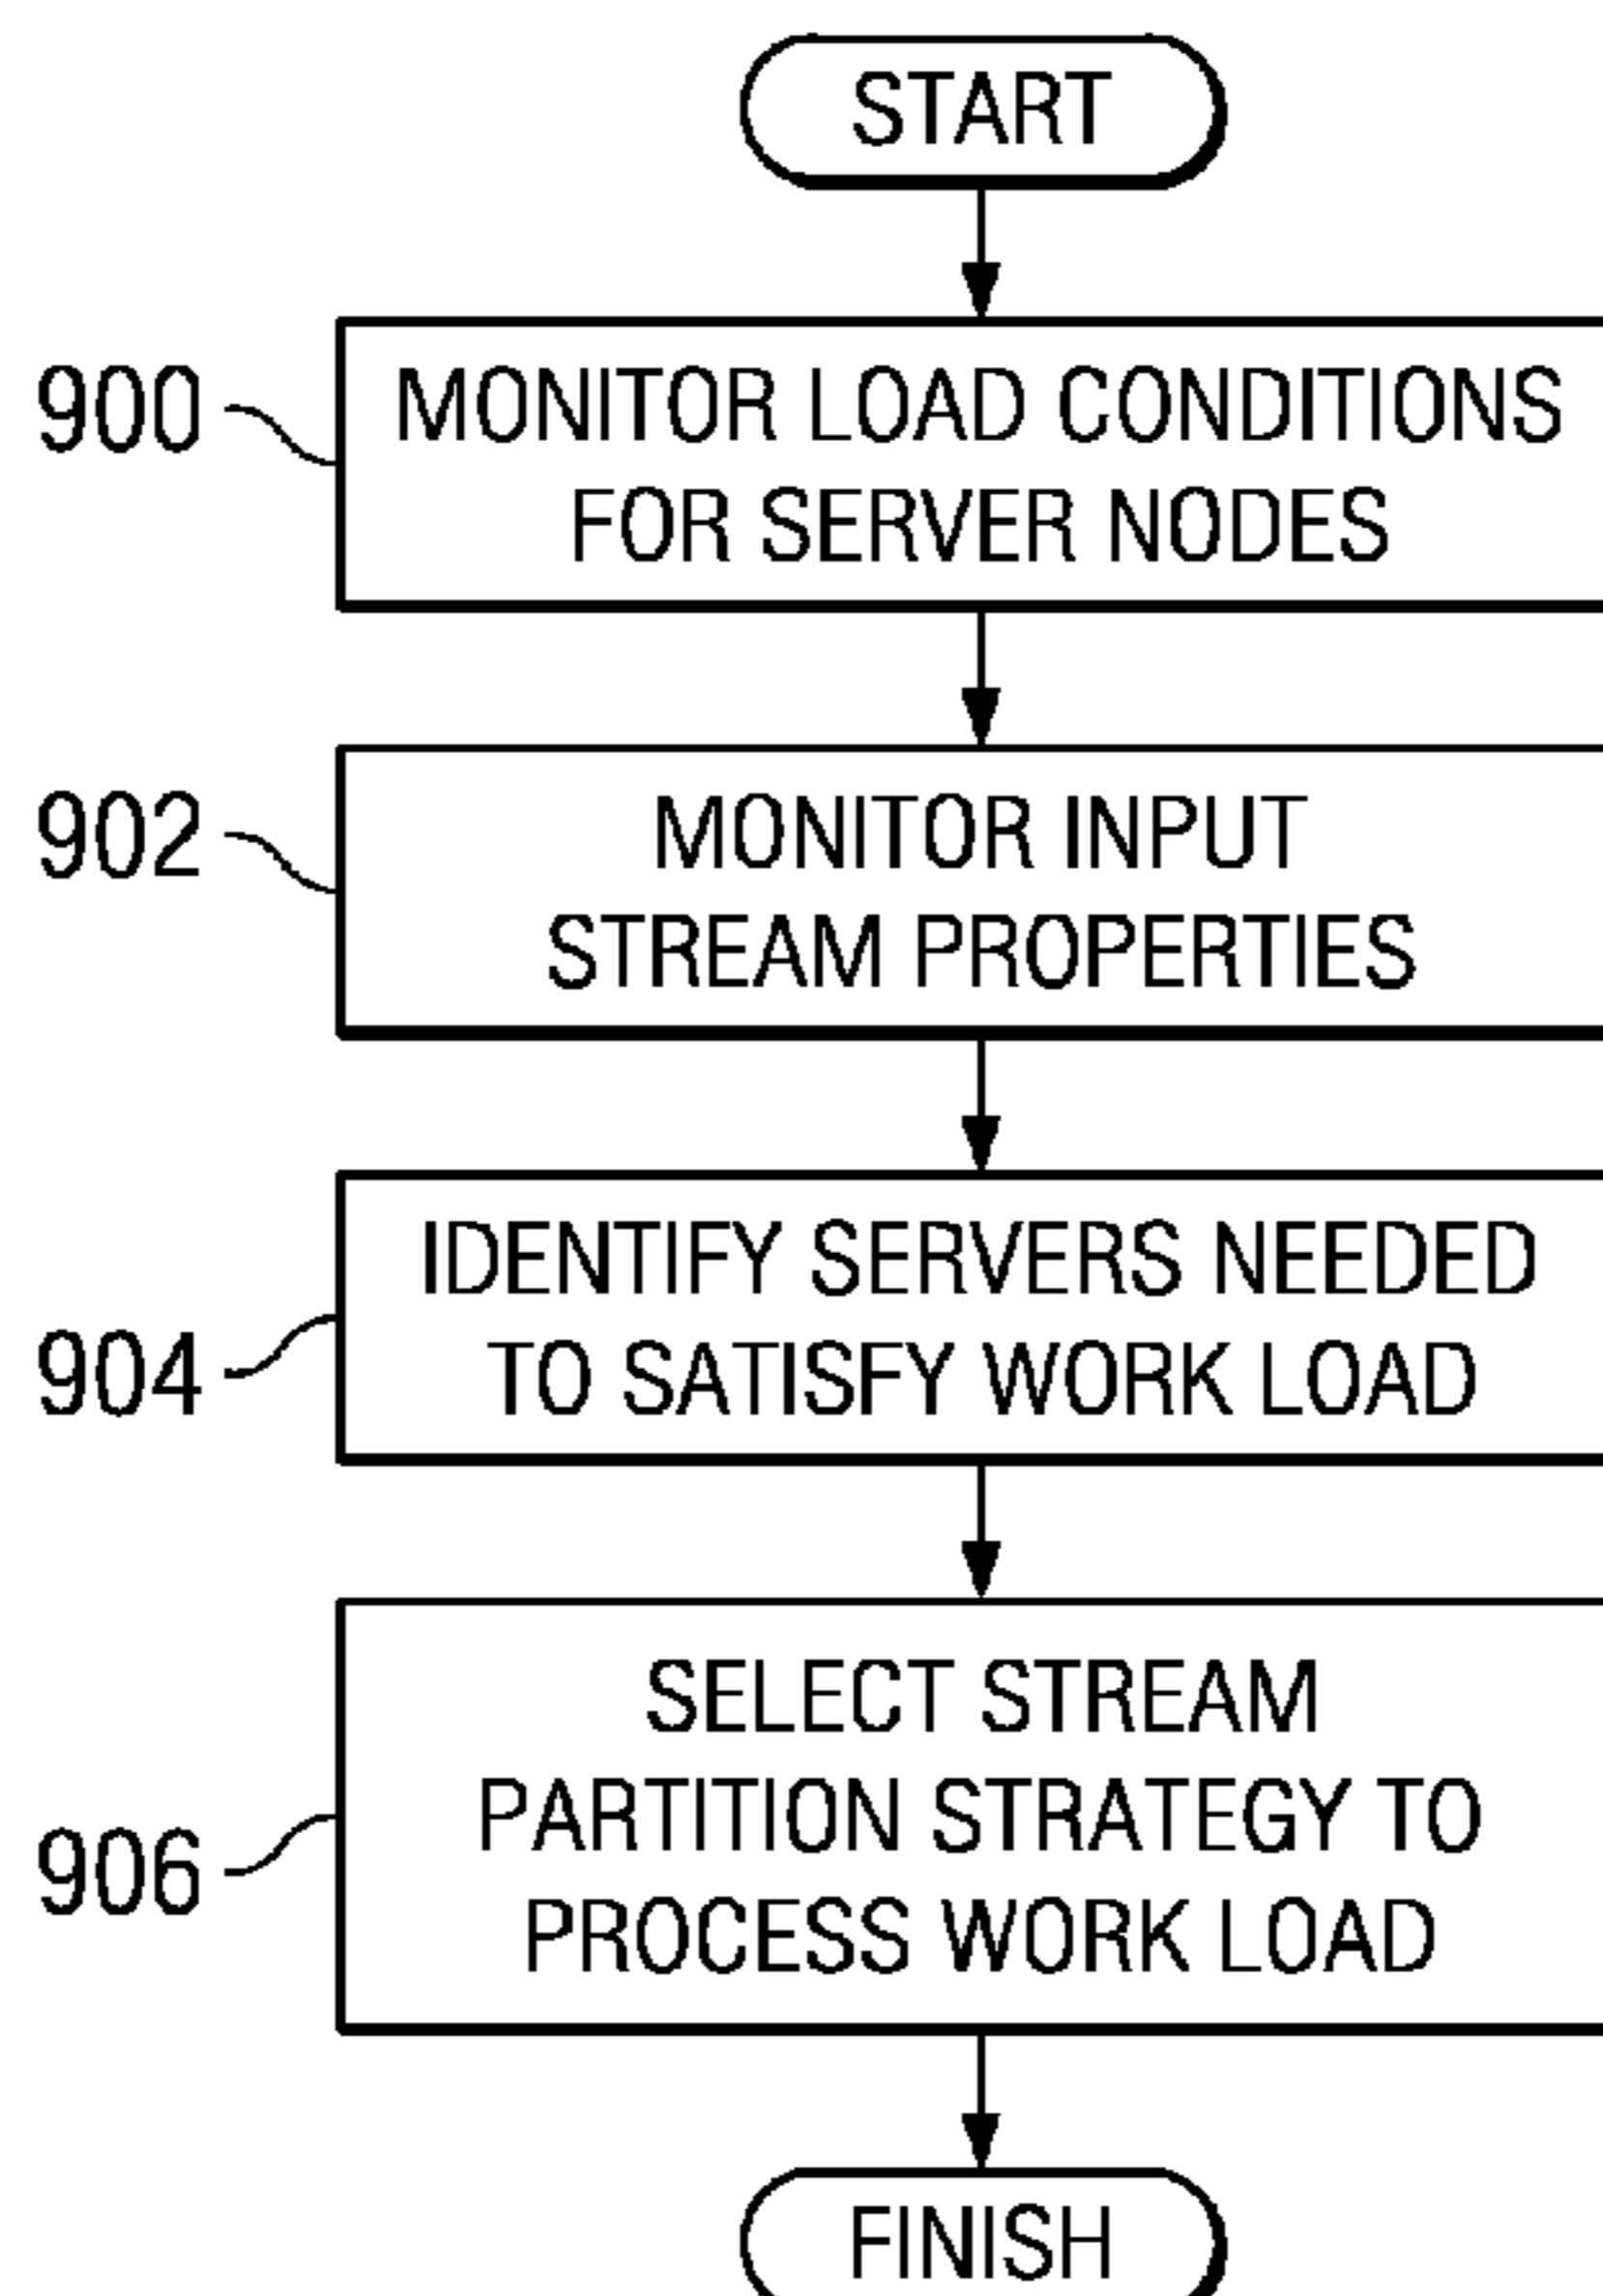 START
900
MONITOR LOAD CONDITIONS
FOR SERVER NODES
902
MONITOR INPUT
STREAM PROPERTIES
904
IDENTIFY SERVERS NEEDED
TO SATISFY WORK LOAD
906
SELECT STREAM
PARTITION STRATEGY TO
PROCESS WORK LOAD
FINISH